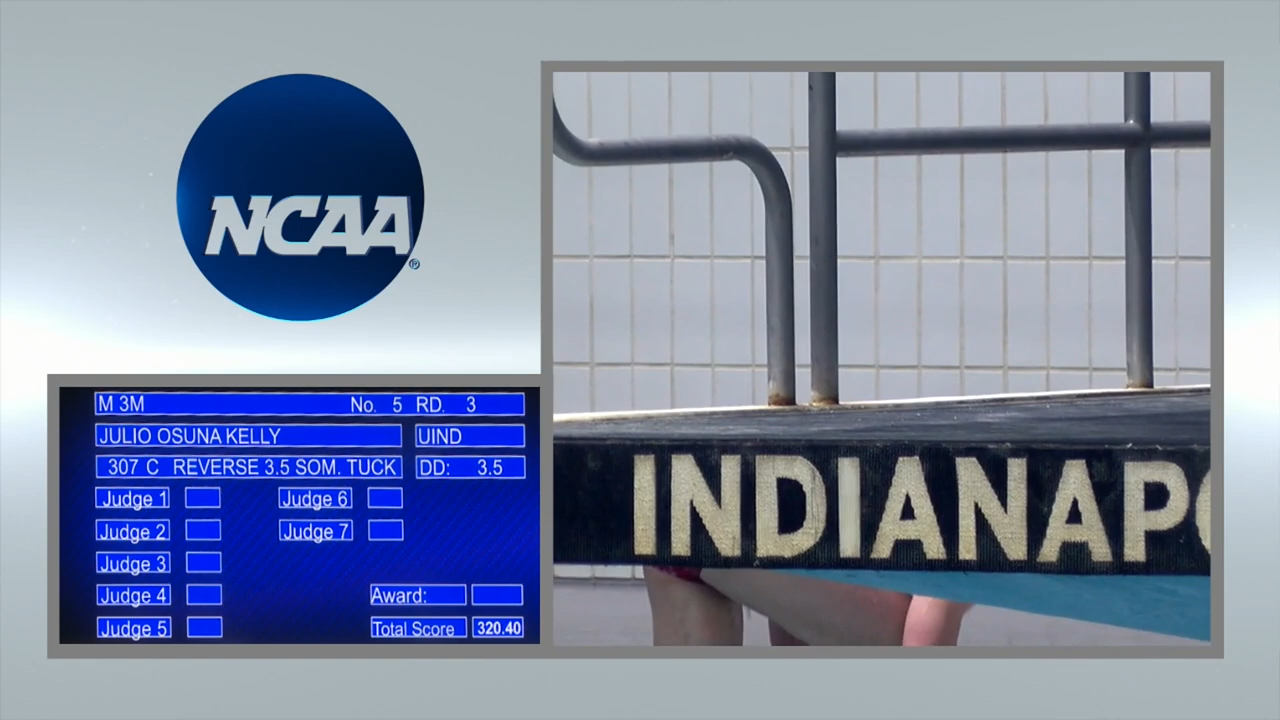 NCAA®
M 3M No. 5 RD. 3
JULIO OSUNA KELLY UIND
307 C REVERSE 3.5 SOM. TUCK DD: 3.5
Judge 1 Judge 6
Judge 2 Judge 7
Judge 3
Judge 4 Award:
Judge 5 Total Score 320.40
INDIANAPO